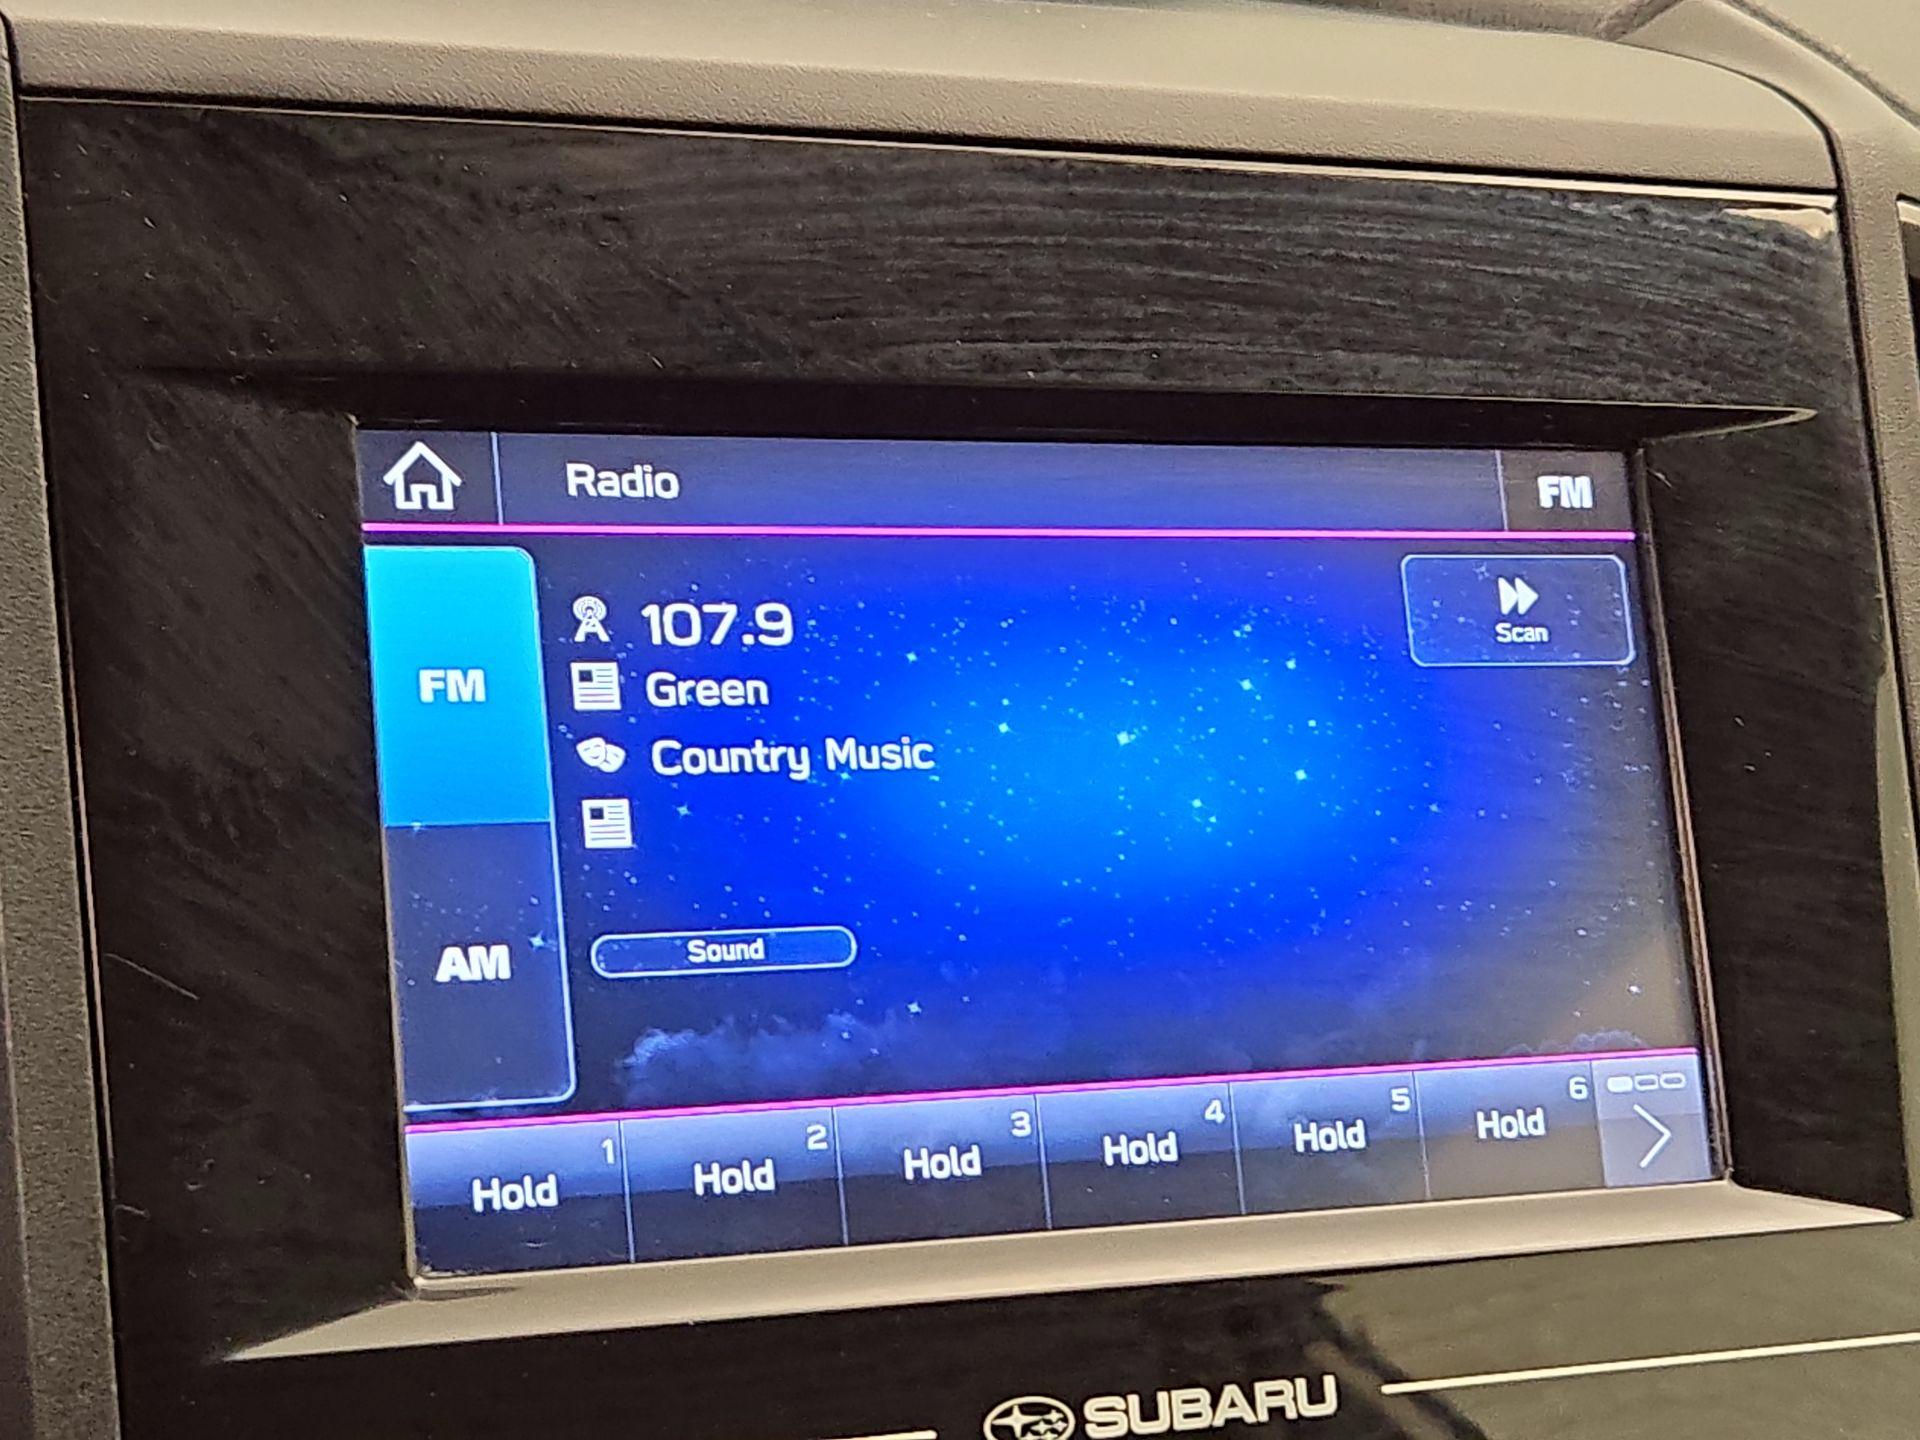 Radio
FM
107.9
Scan
FM
Green
Country Music
AM
Sound
1
Hold
2
Hold
3
Hold
4
Hold
5
Hold
6
Hold
SUBARU